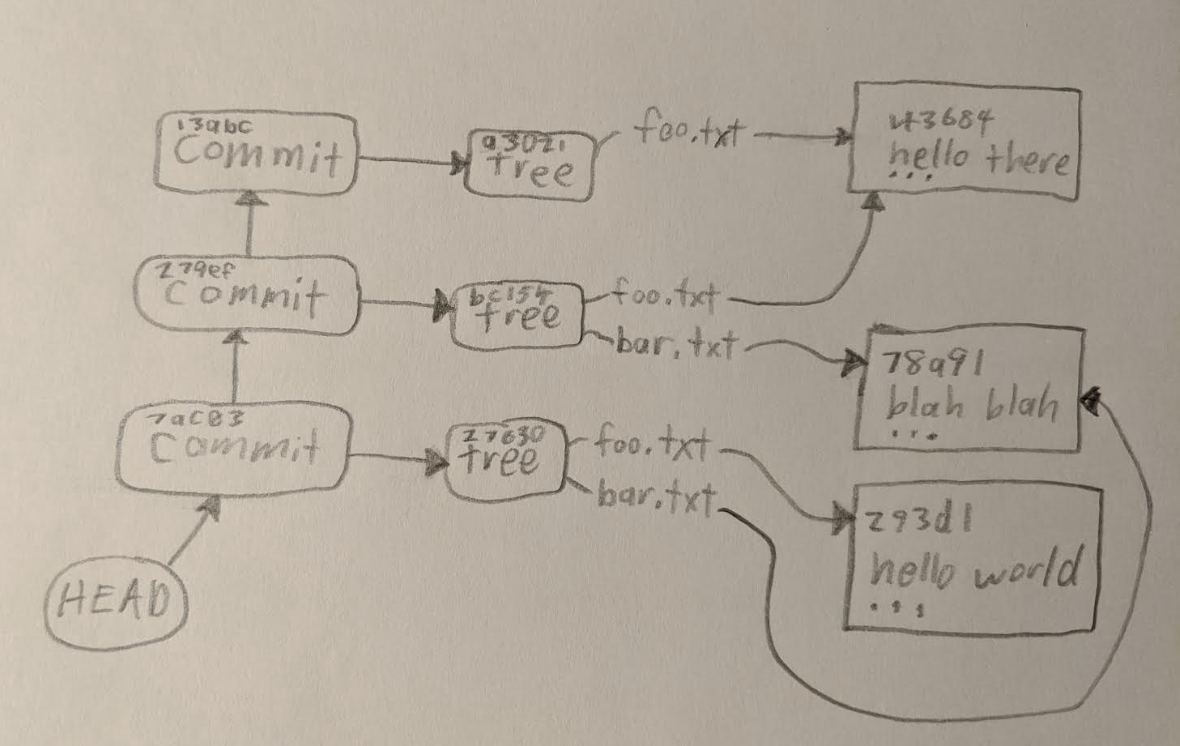 13abc
Commit
a3021
tree
foo.txt
43684
hello there
...
279ef
Commit
bc154
tree
foo.txt
bar.txt
78a91
blah blah
...
7ac03
Commit
27630
tree
foo.txt
bar.txt
293d1
hello world
...
HEAD